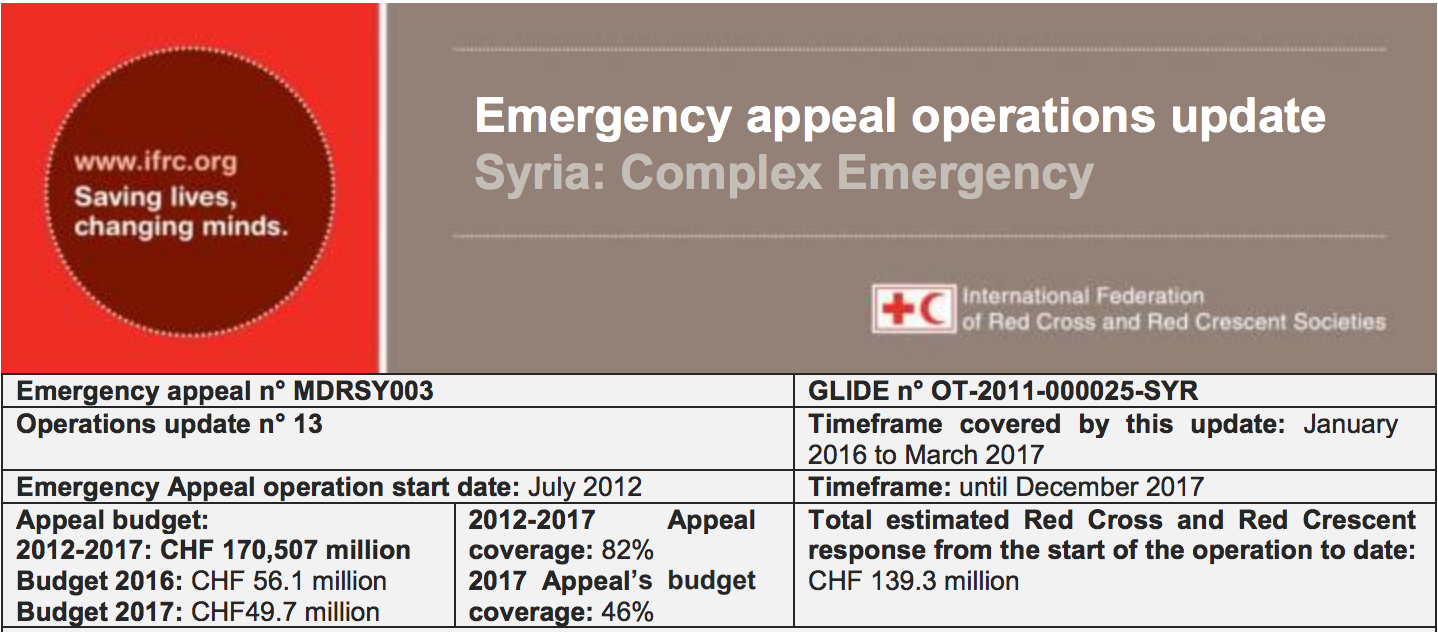 www.ifrc.org
Saving lives,
changing minds.
Emergency appeal operations update
Syria: Complex Emergency
International Federation
of Red Cross and Red Crescent Societies
Emergency appeal n° MDRSY003
GLIDE n° OT-2011-000025-SYR
Operations update n° 13
Timeframe covered by this update: January
2016 to March 2017
Emergency Appeal operation start date: July 2012
Timeframe: until December 2017
Appeal budget:
2012-2017: CHF 170,507 million
Budget 2016: CHF 56.1 million
Budget 2017: CHF49.7 million
2012-2017 Appeal
coverage: 82%
2017 Appeal’s budget
coverage: 46%
Total estimated Red Cross and Red Crescent
response from the start of the operation to date:
CHF 139.3 million